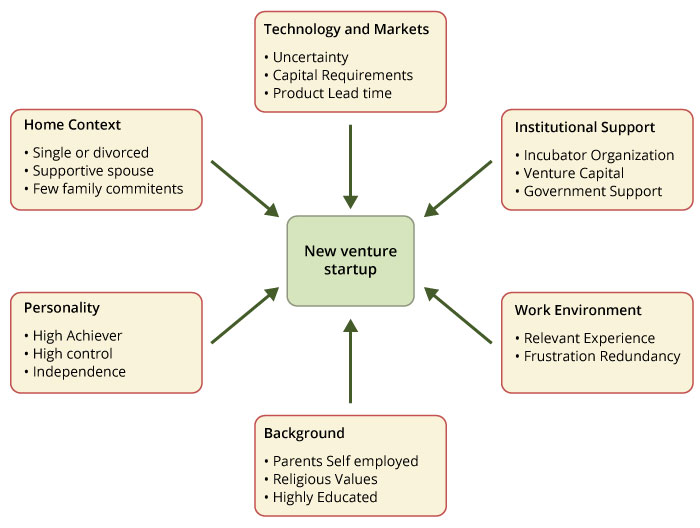 Technology and Markets
• Uncertainty
• Capital Requirements
• Product Lead time
Home Context
• Single or divorced
• Supportive spouse
• Few family commitents
Institutional Support
• Incubator Organization
• Venture Capital
• Government Support
New venture
startup
Personality
• High Achiever
• High control
• Independence
Work Environment
• Relevant Experience
• Frustration Redundancy
Background
• Parents Self employed
• Religious Values
• Highly Educated